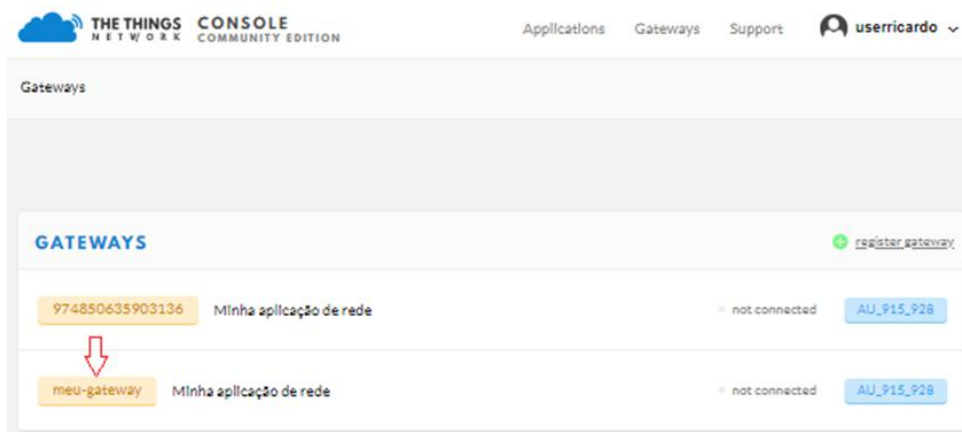 THE THINGS NETWORK CONSOLE COMMUNITY EDITION
Applications Gateways Support userricardo
Gateways
GATEWAYS register gateway
974850635903136 Minha aplicação de rede not connected AU_915_928
meu-gateway Minha aplicação de rede not connected AU_915_928